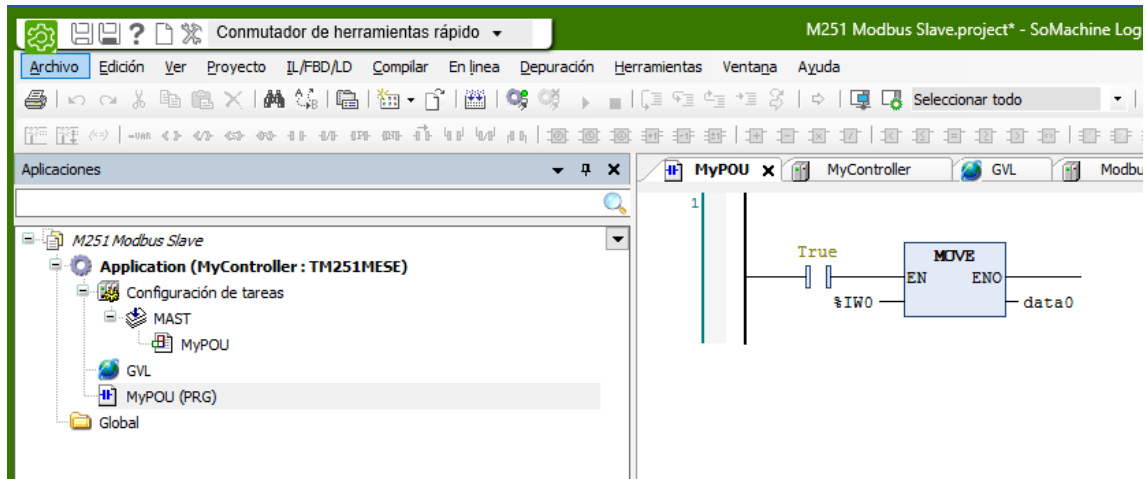 Conmutador de herramientas rápido
M251 Modbus Slave.project* - SoMachine Log
Archivo Edición Ver Proyecto IL/FBD/LD Compilar En línea Depuración Herramientas Ventana Ayuda
Seleccionar todo
Aplicaciones
MyPOU MyController GVL Modbu
M251 Modbus Slave
Application (MyController : TM251MESE)
Configuración de tareas
MAST
MyPOU
GVL
MyPOU (PRG)
Global
1
True
MOVE
EN ENO
%IW0 data0